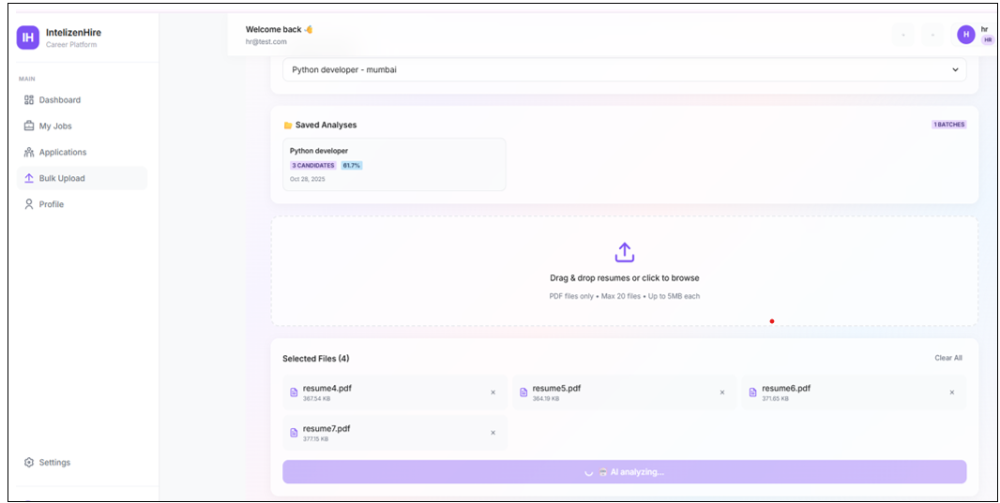 IH
IntelizenHire
Career Platform
MAIN
Dashboard
My Jobs
Applications
Bulk Upload
Profile
Settings
Welcome back
hr@test.com
H
hr
HR
Python developer - mumbai
Saved Analyses
1 BATCHES
Python developer
3 CANDIDATES 61.7%
Oct 28, 2025
Drag & drop resumes or click to browse
PDF files only • Max 20 files • Up to 5MB each
Selected Files (4)
Clear All
resume4.pdf
367.54 KB
resume5.pdf
364.19 KB
resume6.pdf
371.65 KB
resume7.pdf
377.15 KB
AI analyzing...